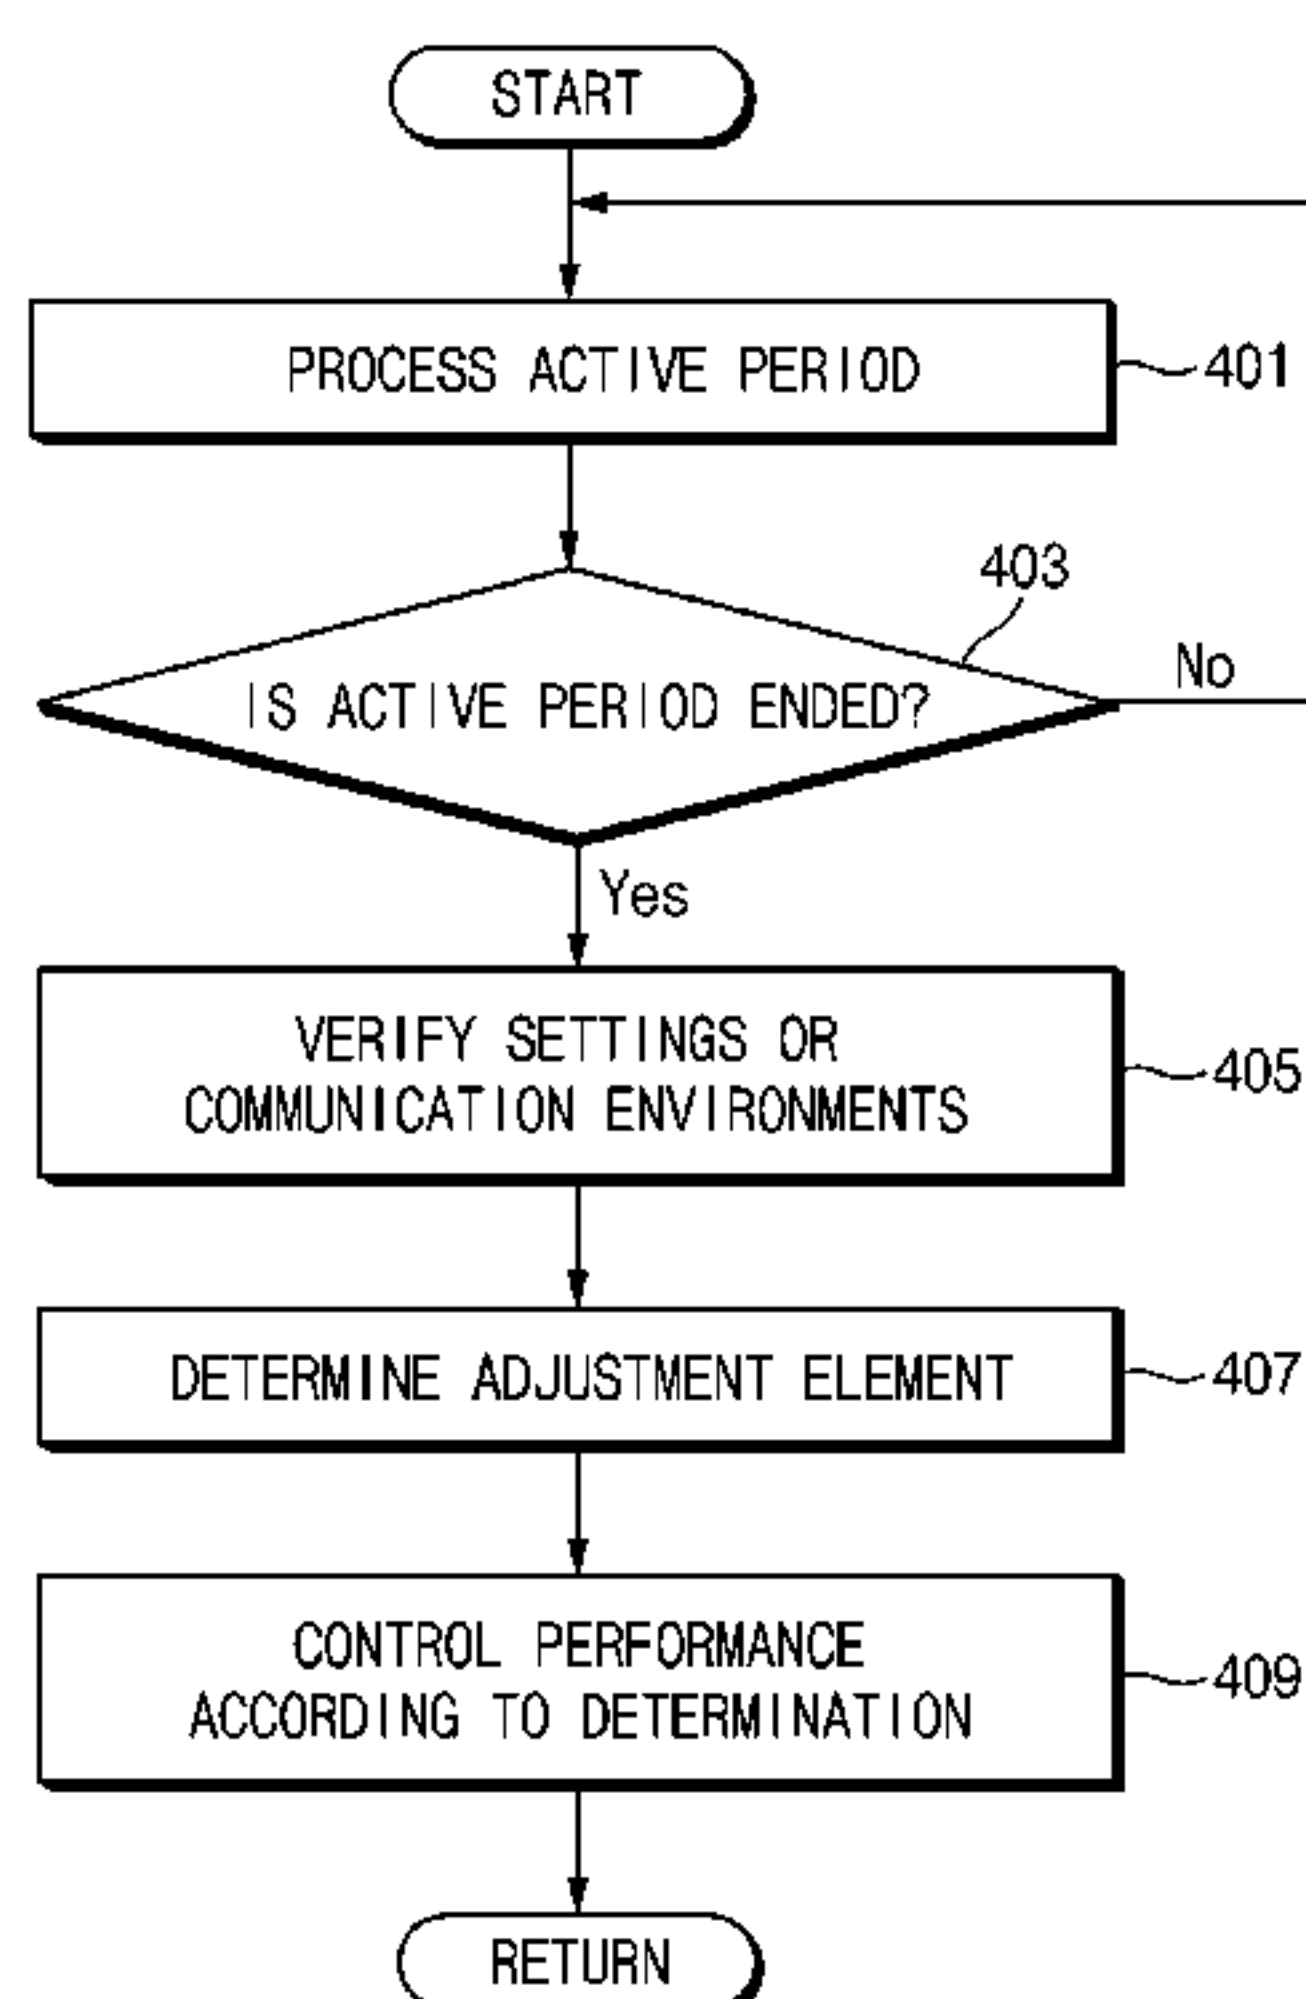 START
PROCESS ACTIVE PERIOD
401
403
IS ACTIVE PERIOD ENDED?
No
Yes
VERIFY SETTINGS OR
COMMUNICATION ENVIRONMENTS
405
DETERMINE ADJUSTMENT ELEMENT
407
CONTROL PERFORMANCE
ACCORDING TO DETERMINATION
409
RETURN